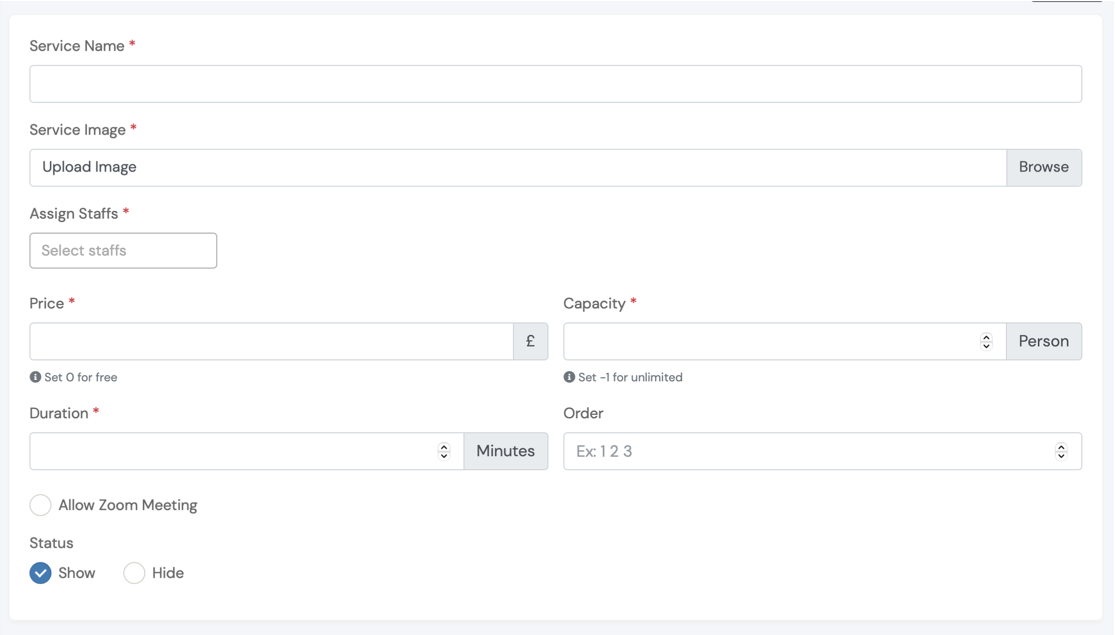 Service Name *
Service Image *
Upload Image Browse
Assign Staffs *
Select staffs
Price * Capacity *
£ Person
Set 0 for free Set -1 for unlimited
Duration * Order
Minutes Ex: 1 2 3
Allow Zoom Meeting
Status
Show Hide